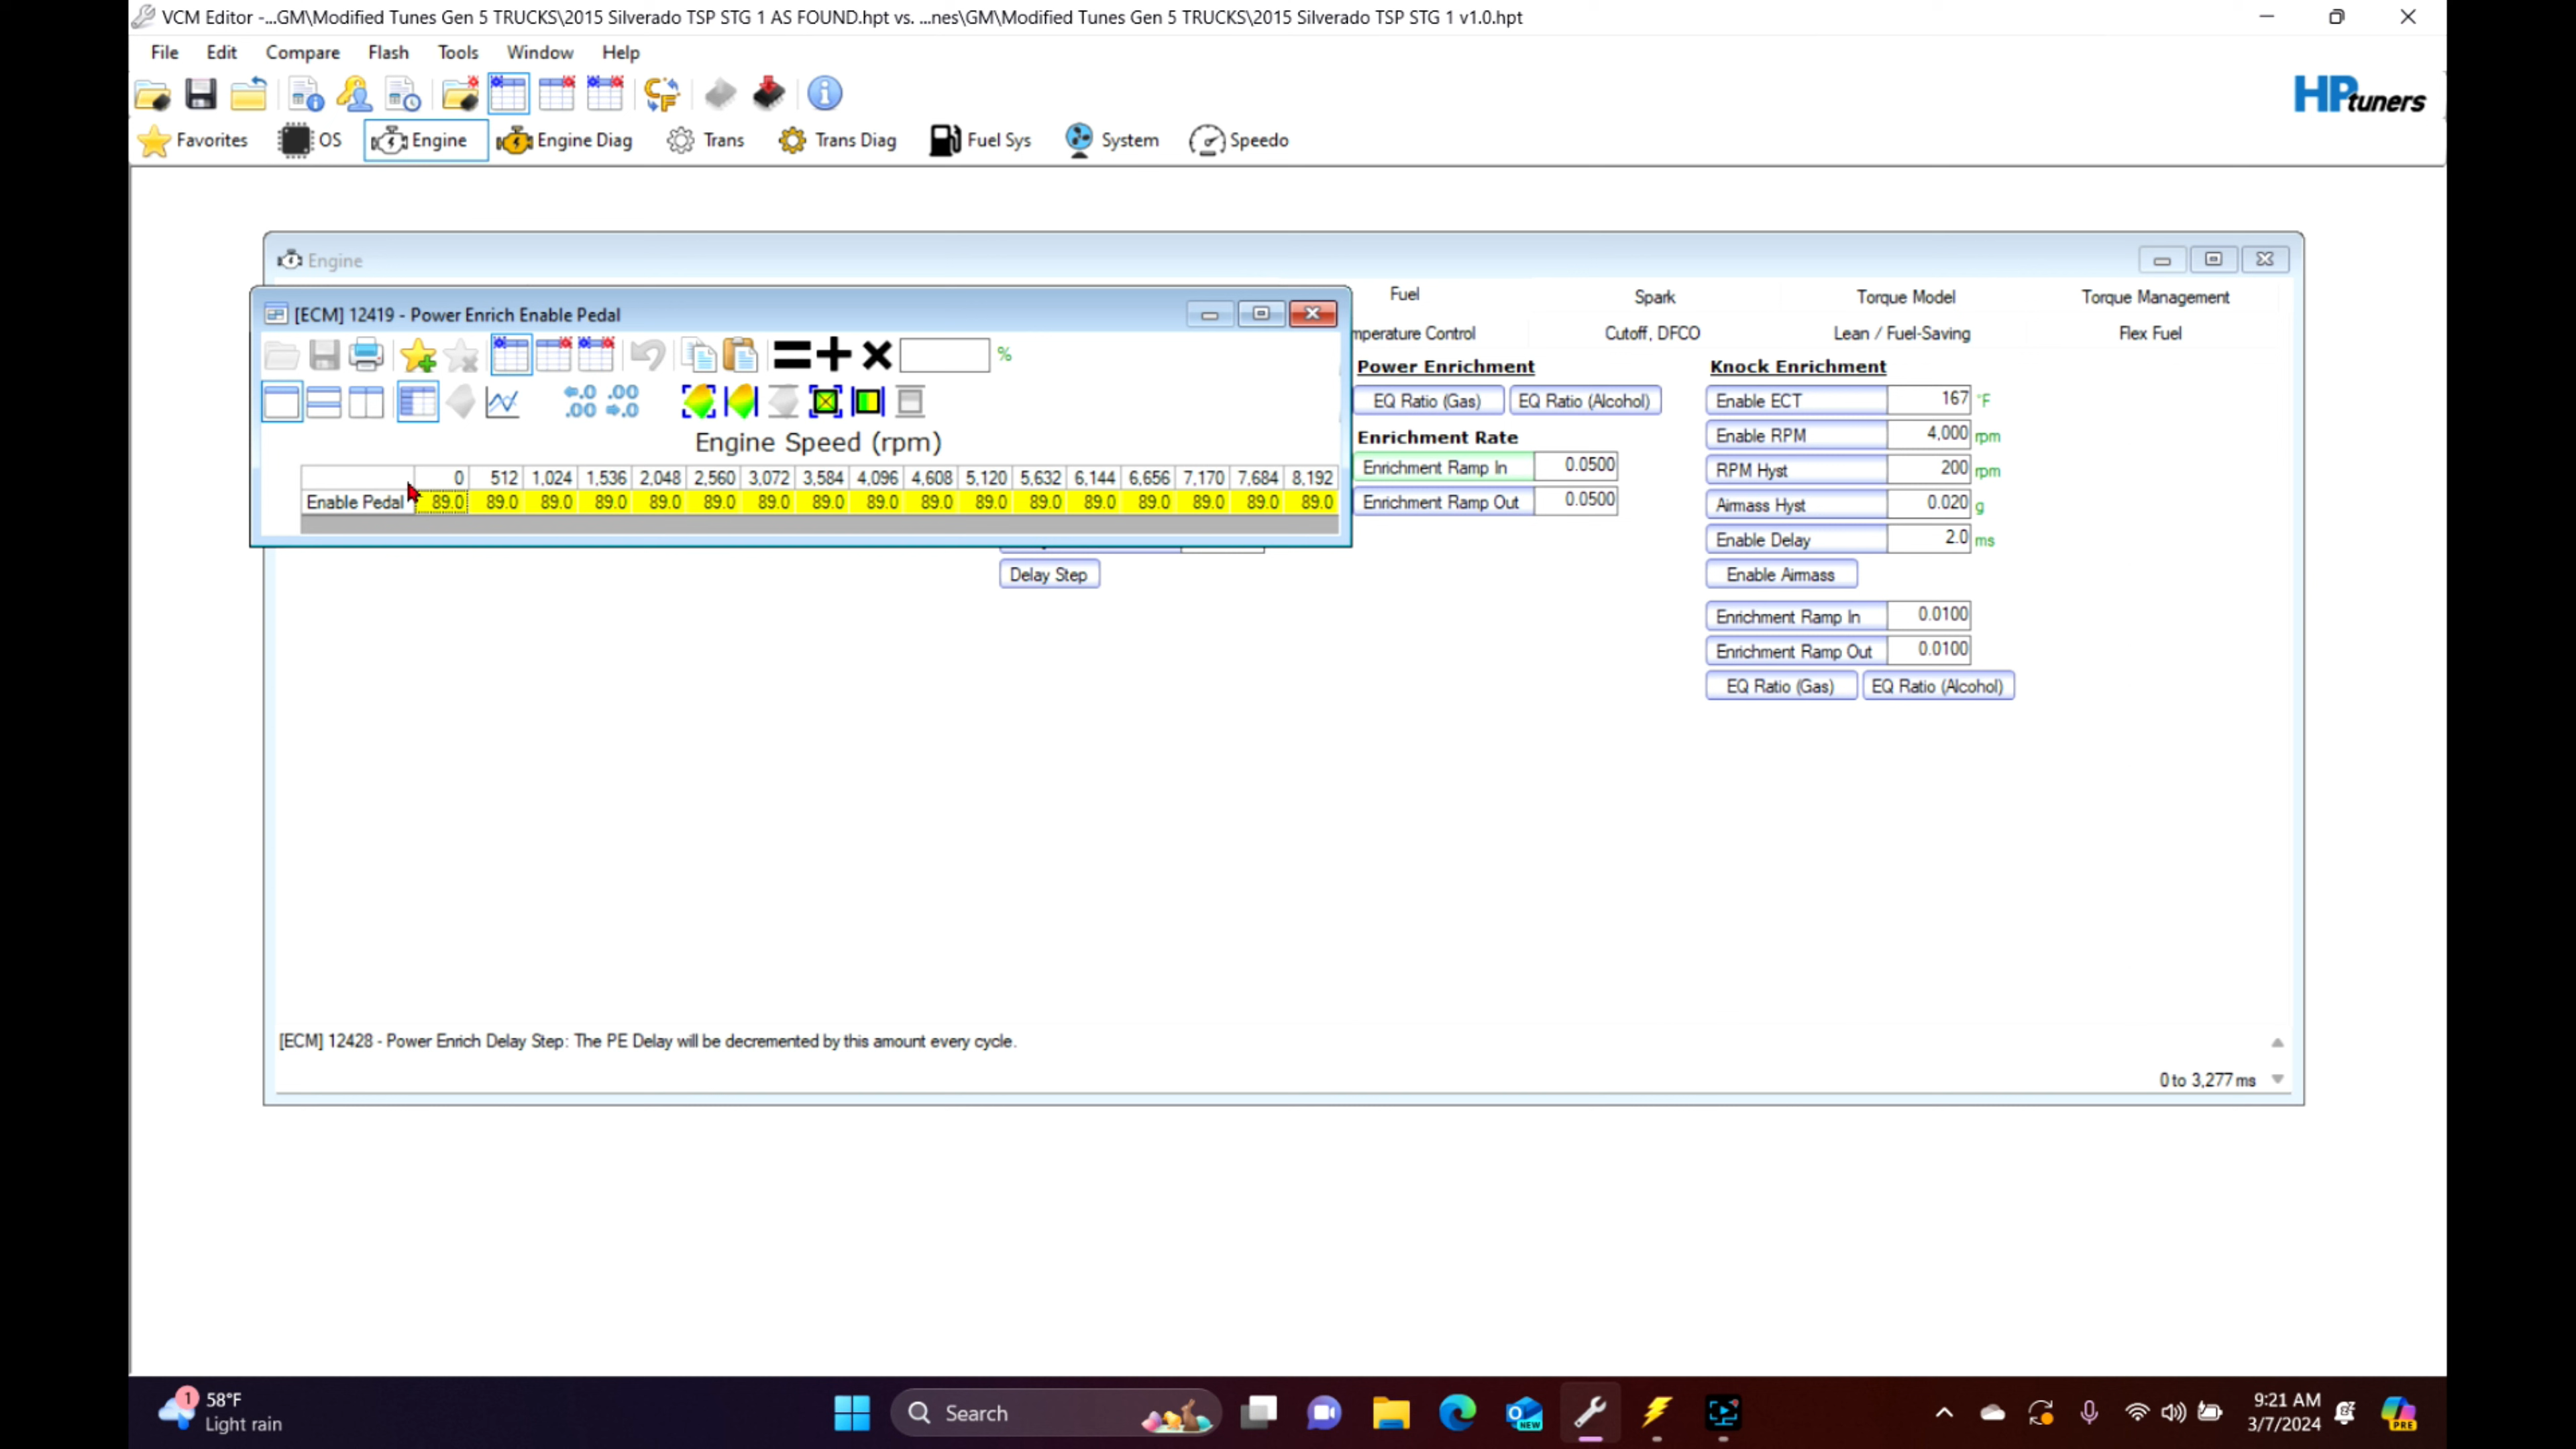 VCM Editor -...GM\Modified Tunes Gen 5 TRUCKS\2015 Silverado TSP STG 1 AS FOUND.hpt vs. ...nes\GM\Modified Tunes Gen 5 TRUCKS\2015 Silverado TSP STG 1 v1.0.hpt
File Edit Compare Flash Tools Window Help
HPtuners
Favorites OS Engine Engine Diag Trans Trans Diag Fuel Sys System Speedo
Engine
Fuel Spark Torque Model Torque Management
[ECM] 12419 - Power Enrich Enable Pedal
mperature Control Cutoff, DFCO Lean / Fuel-Saving Flex Fuel
%
Power Enrichment Knock Enrichment
EQ Ratio (Gas) EQ Ratio (Alcohol) Enable ECT 167 °F
Enrichment Rate Enable RPM 4,000 rpm
Engine Speed (rpm)
Enrichment Ramp In 0.0500 RPM Hyst 200 rpm
0 512 1,024 1,536 2,048 2,560 3,072 3,584 4,096 4,608 5,120 5,632 6,144 6,656 7,170 7,684 8,192
Enable Pedal 89.0 89.0 89.0 89.0 89.0 89.0 89.0 89.0 89.0 89.0 89.0 89.0 89.0 89.0 89.0 89.0 89.0
Enrichment Ramp Out 0.0500 Airmass Hyst 0.020 g
Enable Delay 2.0 ms
Delay Step Enable Airmass
Enrichment Ramp In 0.0100
Enrichment Ramp Out 0.0100
EQ Ratio (Gas) EQ Ratio (Alcohol)
[ECM] 12428 - Power Enrich Delay Step: The PE Delay will be decremented by this amount every cycle.
0 to 3,277 ms
1 58°F
Light rain
Search
NEW
9:21 AM
3/7/2024
PRE